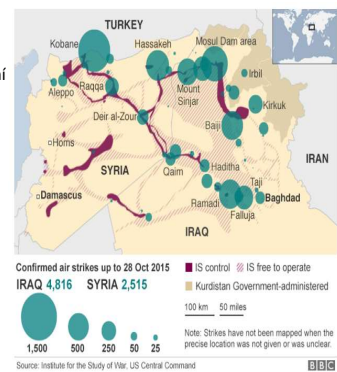 TURKEY
Kobane
Hassakeh
Mosul Dam area
ní
Aleppo
Raqqa
Mount
Sinjar
Irbil
Kirkuk
Deir al-Zour
Baiji
Homs
SYRIA
Qaim
Haditha
IRAN
Damascus
Taji
Ramadi
Baghdad
Falluja
IRAQ
Confirmed air strikes up to 28 Oct 2015
IRAQ 4,816 SYRIA 2,515
1,500 500 250 50 25
IS control IS free to operate
Kurdistan Government-administered
100 km 50 miles
Note: Strikes have not been mapped when the
precise location was not given or was unclear.
Source: Institute for the Study of War, US Central Command
BBC